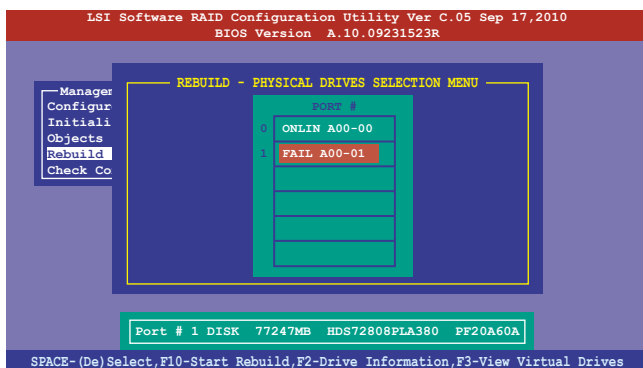 LSI Software RAID Configuration Utility Ver C.05 Sep 17,2010
BIOS Version A.10.09231523R
REBUILD - PHYSICAL DRIVES SELECTION MENU
Managem
Configur
Initiali
Objects
Rebuild
Check Co
PORT #
0 ONLIN A00-00
1 FAIL A00-01
Port # 1 DISK 77247MB HDS72808PLA380 PF20A60A
SPACE-(De)Select,F10-Start Rebuild,F2-Drive Information,F3-View Virtual Drives